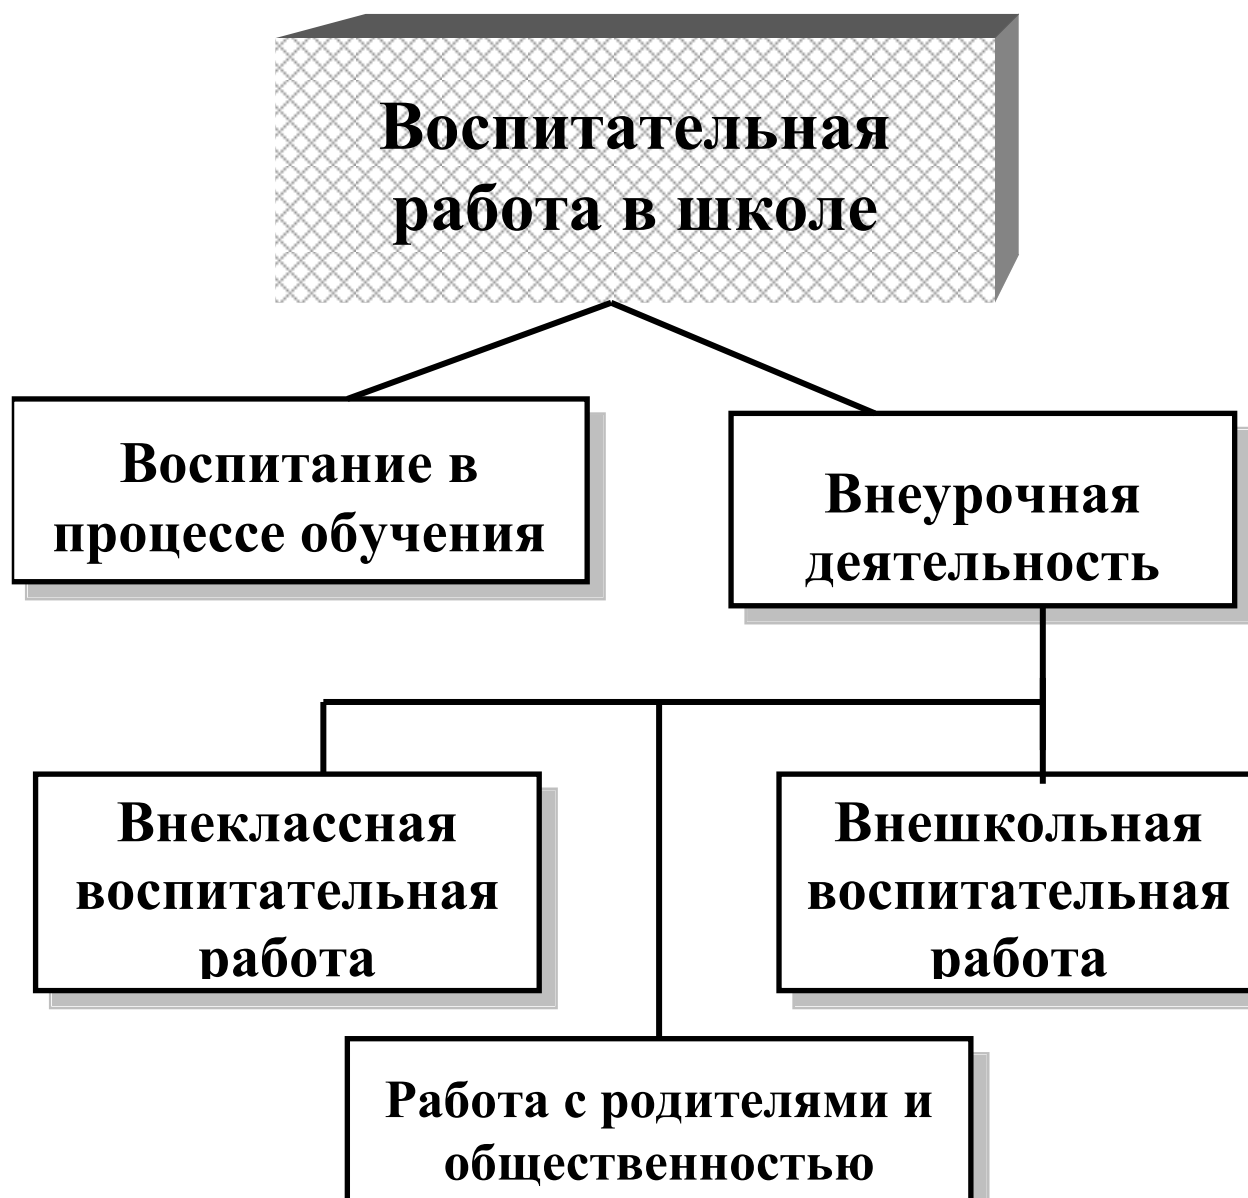 Воспитательная
работа в школе
Воспитание в
процессе обучения
Внеурочная
деятельность
Внеклассная
воспитательная
работа
Внешкольная
воспитательная
работа
Работа с родителями и
общественностью